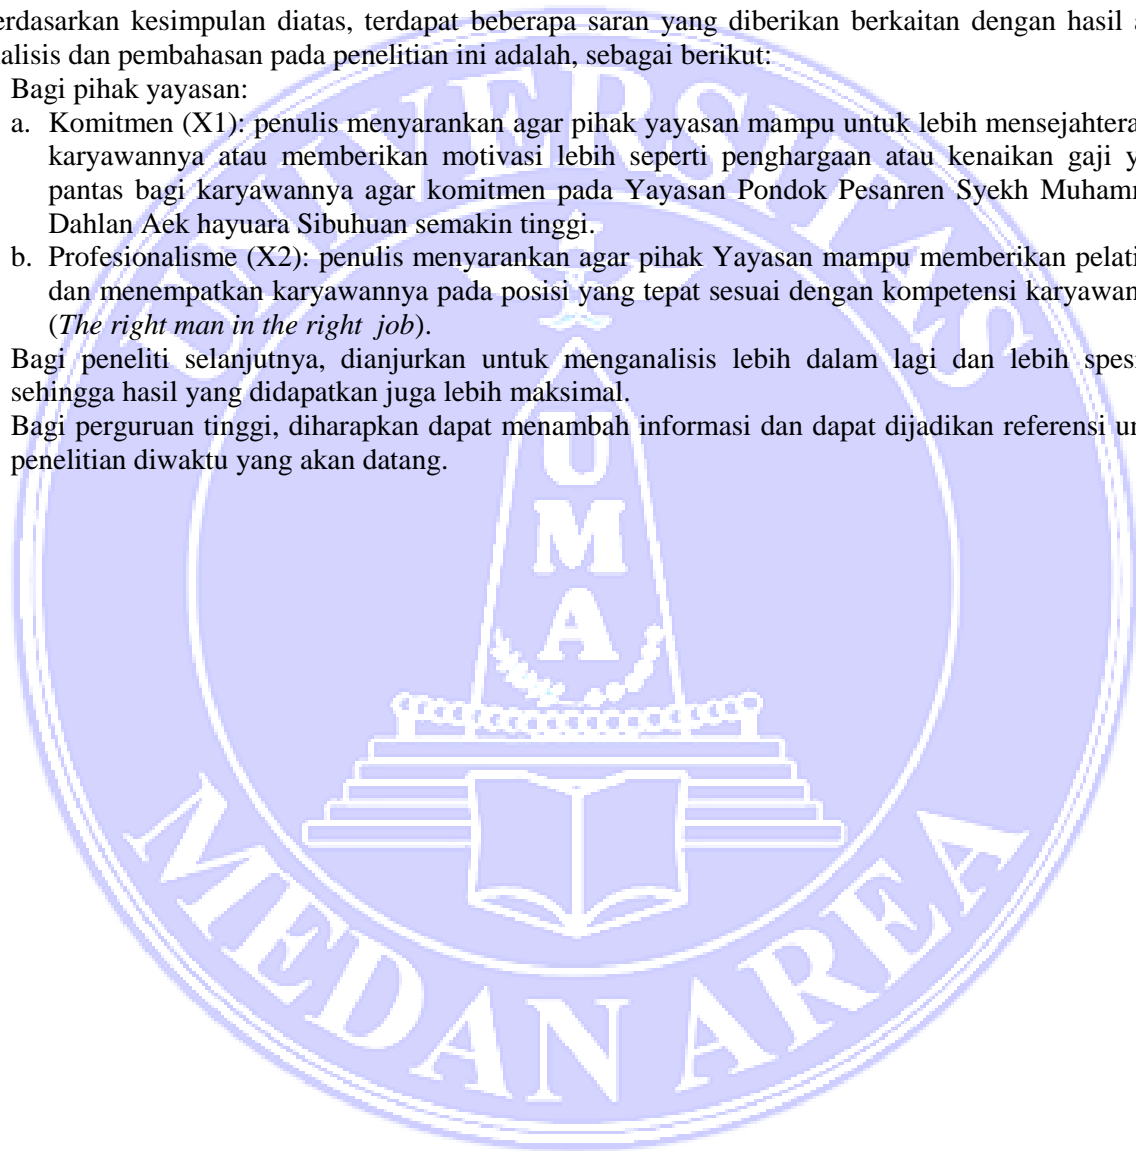 erdasarkan kesimpulan diatas, terdapat beberapa saran yang diberikan berkaitan dengan hasil a
alisis dan pembahasan pada penelitian ini adalah, sebagai berikut:
Bagi pihak yayasan:
a. Komitmen (X1): penulis menyarankan agar pihak yayasan mampu untuk lebih mensejahtera
karyawannya atau memberikan motivasi lebih seperti penghargaan atau kenaikan gaji y
pantas bagi karyawannya agar komitmen pada Yayasan Pondok Pesanren Syekh Muhamm
Dahlan Aek hayuara Sibuhuan semakin tinggi.
b. Profesionalisme (X2): penulis menyarankan agar pihak Yayasan mampu memberikan pelati
dan menempatkan karyawannya pada posisi yang tepat sesuai dengan kompetensi karyawan
(The right man in the right job).
Bagi peneliti selanjutnya, dianjurkan untuk menganalisis lebih dalam lagi dan lebih spesi
sehingga hasil yang didapatkan juga lebih maksimal.
Bagi perguruan tinggi, diharapkan dapat menambah informasi dan dapat dijadikan referensi un
penelitian diwaktu yang akan datang.
UNIVERSITAS
U
M
A
MEDAN AREA